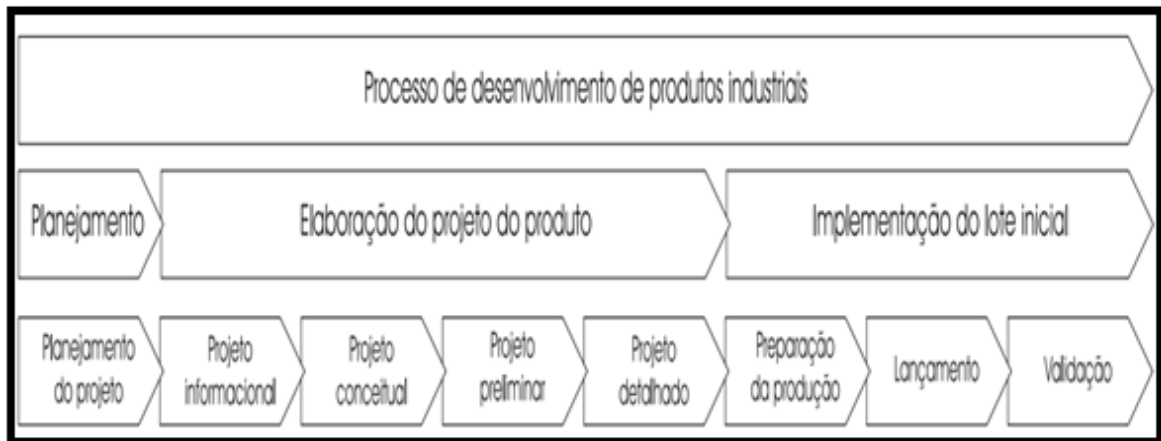 Processo de desenvolvimento de produtos industriais
Planejamento
Elaboração do projeto do produto
Implementação do lote inicial
Planejamento
do projeto
Projeto
informacional
Projeto
conceitual
Projeto
preliminar
Projeto
detalhado
Preparação
da produção
Lançamento
Validação